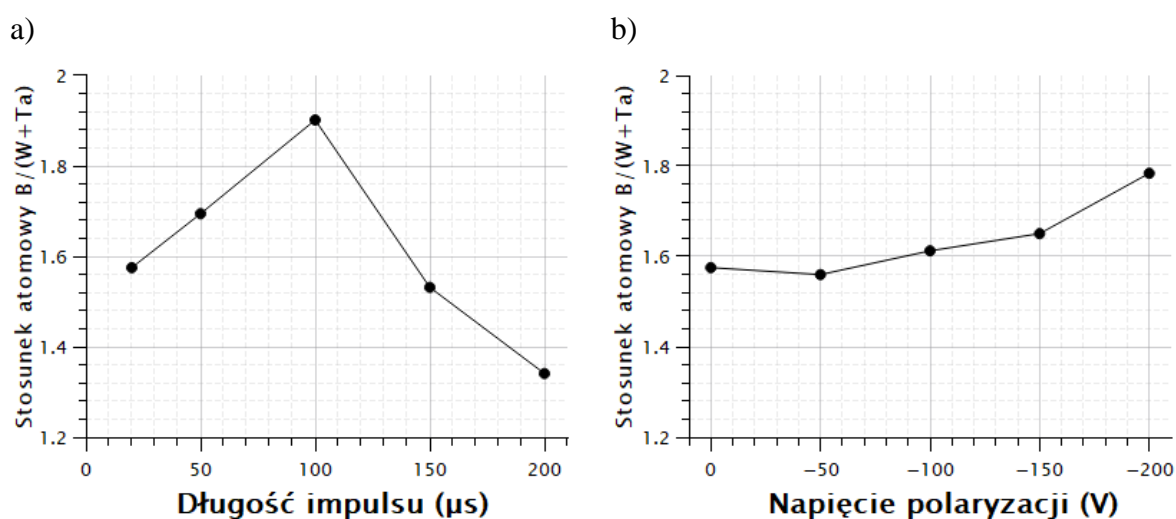 a)
b)
Stosunek atomowy B/(W+Ta)
2
1.8
1.6
1.4
1.2
0 50 100 150 200
Długość impulsu (µs)
Stosunek atomowy B/(W+Ta)
2
1.8
1.6
1.4
1.2
0 −50 −100 −150 −200
Napięcie polaryzacji (V)